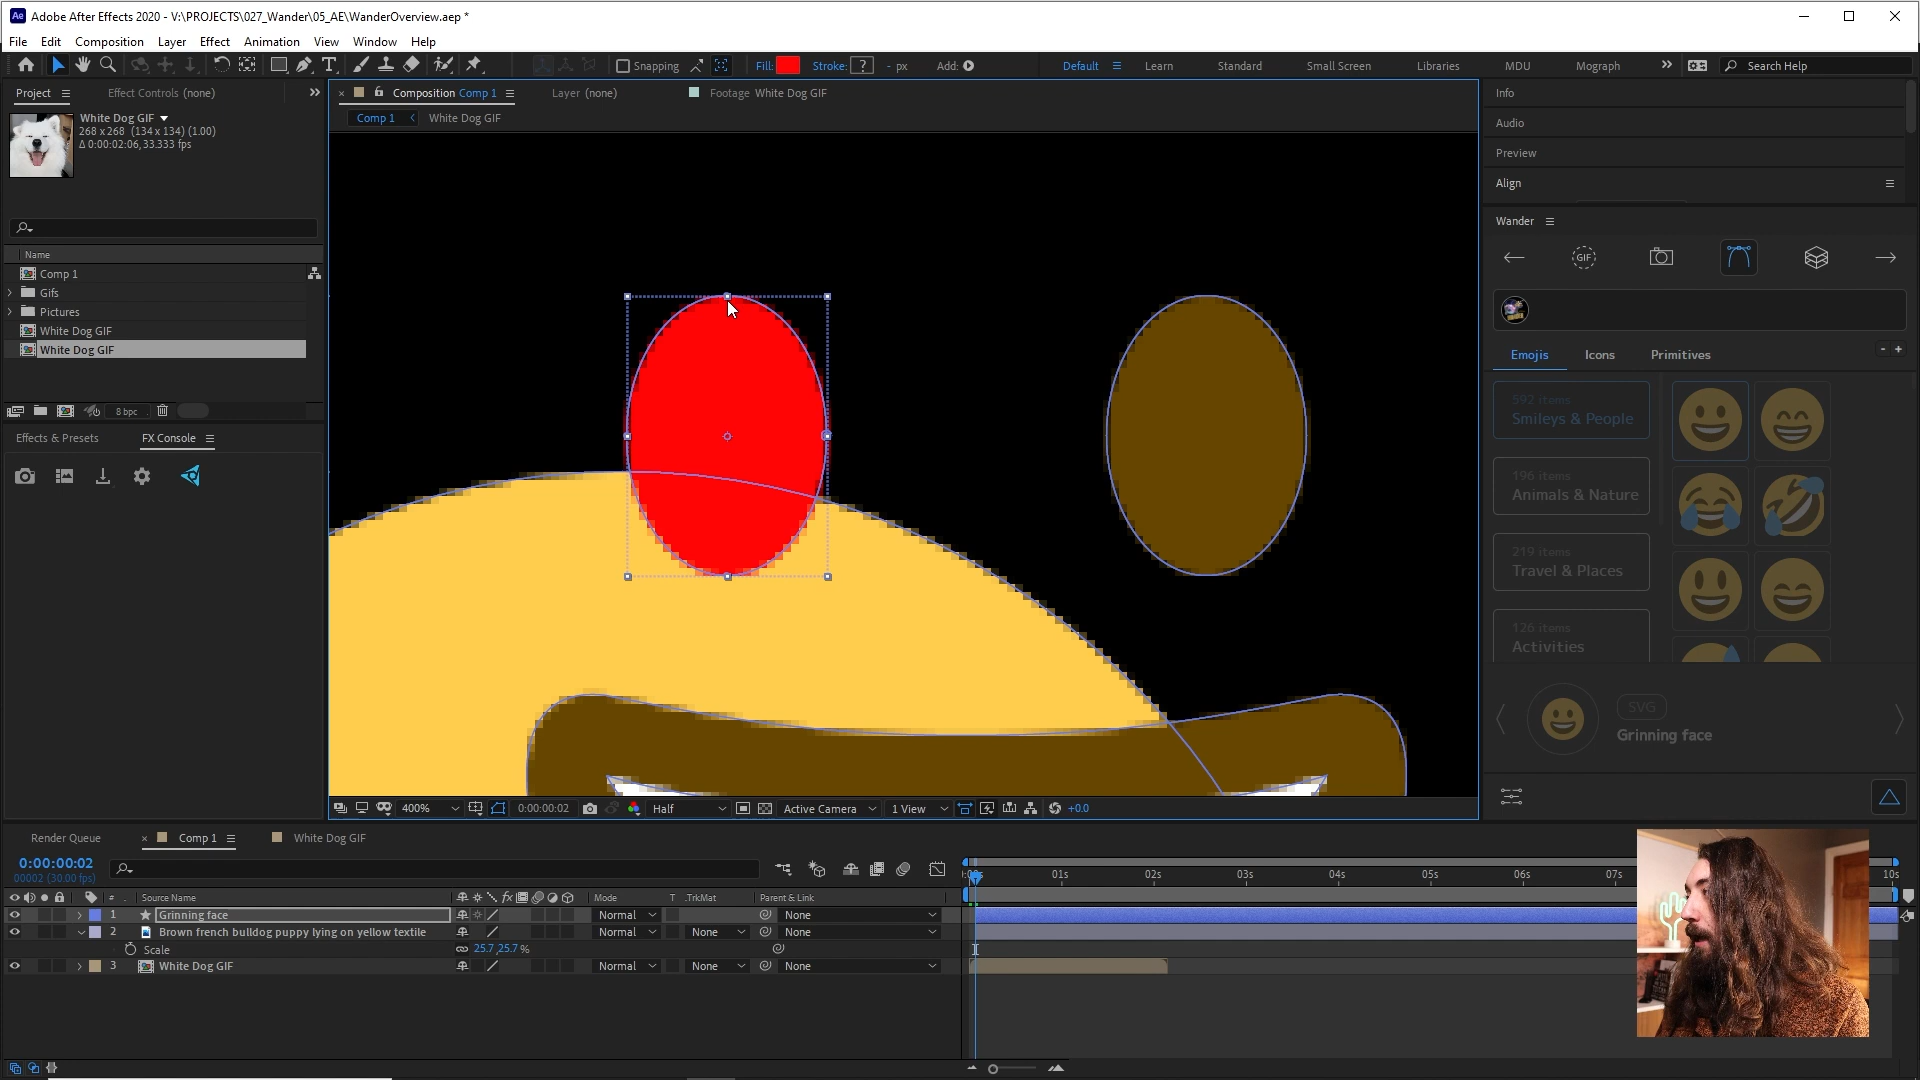 Ae Adobe After Effects 2020 - V:\PROJECTS\027_Wander\05_AE\WanderOverview.aep *
File Edit Composition Layer Effect Animation View Window Help
Snapping Fill: Stroke: ? - px Add: Default Learn Standard Small Screen Libraries MDU Mograph Search Help
Project Effect Controls (none)
White Dog GIF
268 x 268 (134 x 134) (1.00)
Δ 0:00:02:06, 33.333 fps
Name
Comp 1
Gifs
Pictures
White Dog GIF
White Dog GIF
8 bpc
Effects & Presets FX Console
Composition Comp 1 Layer (none) Footage White Dog GIF
Comp 1 White Dog GIF
400% 0:00:00:02 Half Active Camera 1 View +0.0
Info
Audio
Preview
Align
Wander
GIF
Emojis Icons Primitives - +
592 items
Smileys & People
196 items
Animals & Nature
219 items
Travel & Places
126 items
Activities
SVG
Grinning face
Render Queue Comp 1 White Dog GIF
0:00:00:02
00002 (30.00 fps)
01s 02s 03s 04s 05s 06s 07s 10s
# Source Name fx Mode T .TrkMat Parent & Link
1 Grinning face Normal None
2 Brown french bulldog puppy lying on yellow textile Normal None None
Scale 25.7,25.7 %
3 White Dog GIF Normal None None